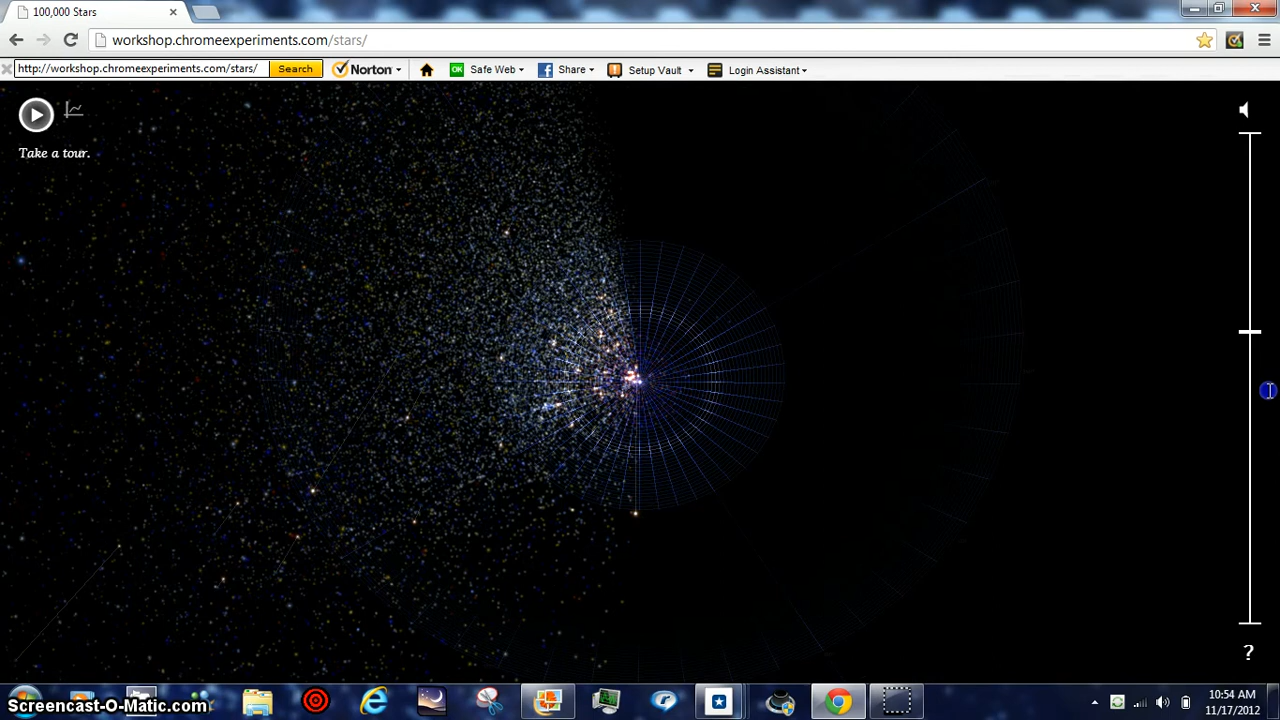 100,000 Stars
workshop.chromeexperiments.com/stars/
http://workshop.chromeexperiments.com/stars/ Search Norton OK Safe Web Share Setup Vault Login Assistant
Take a tour.
?
10:54 AM
11/17/2012
Screencast-O-Matic.com